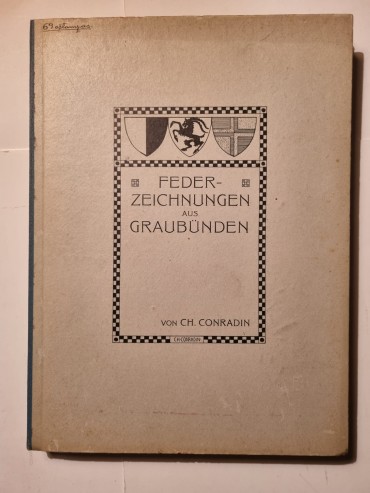 FEDER-
ZEICHNUNGEN
AUS
GRAUBÜNDEN
VON CH. CONRADIN